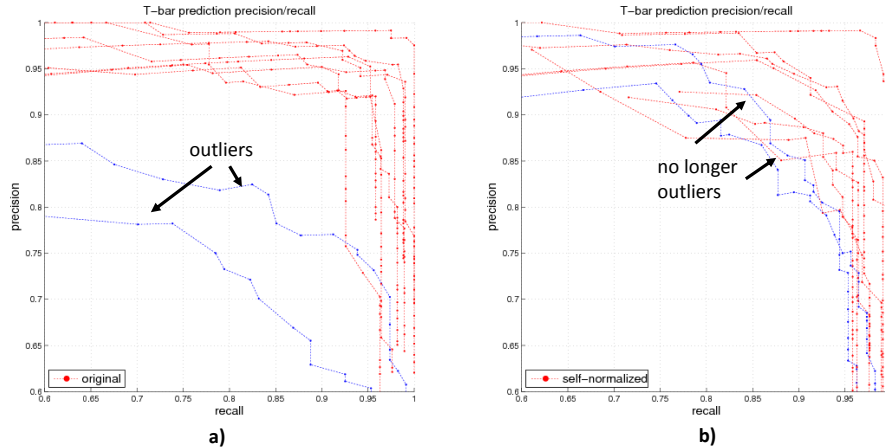 T-bar prediction precision/recall
1
0.95
0.9
0.85
0.8
0.75
0.7
0.65
0.6
precision
outliers
original
0.6 0.65 0.7 0.75 0.8 0.85 0.9 0.95 1
recall
a)
T-bar prediction precision/recall
1
0.95
0.9
0.85
0.8
0.75
0.7
0.65
0.6
precision
no longer
outliers
self-normalized
0.6 0.65 0.7 0.75 0.8 0.85 0.9 0.95
recall
b)